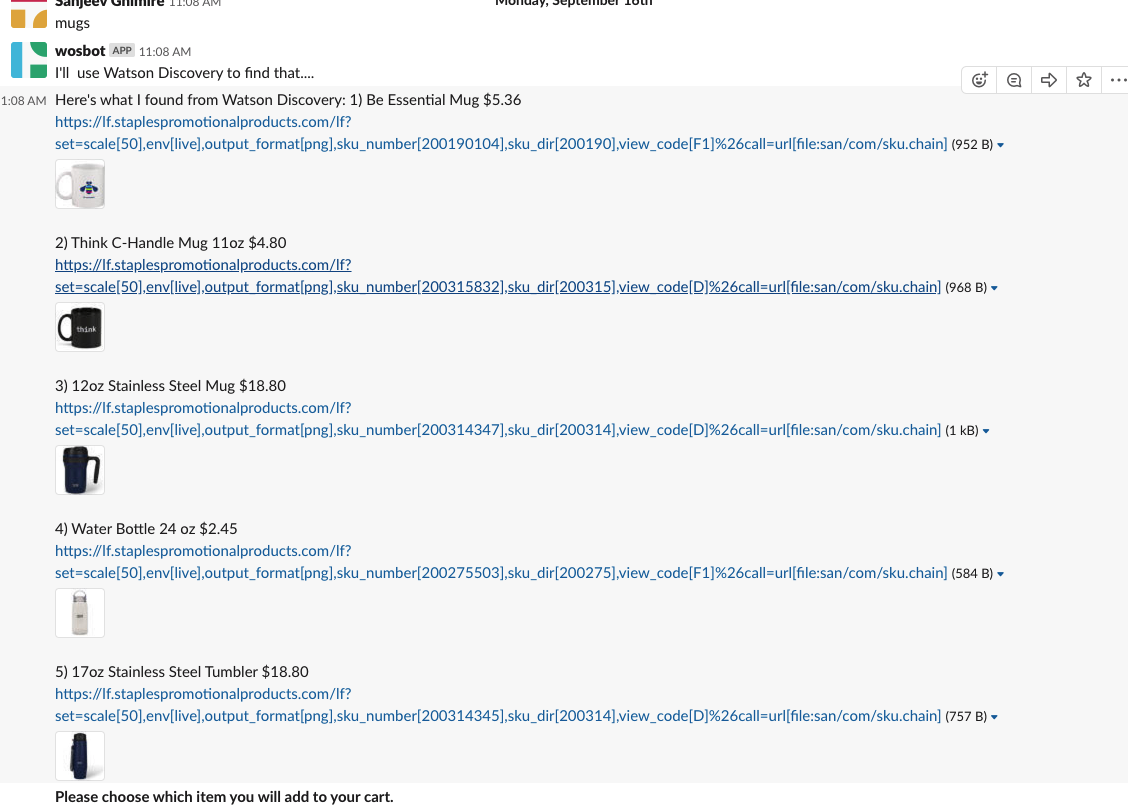 Sanjeev Ghimire 11:08 AM
Monday, September 16th
mugs
wosbot APP 11:08 AM
I'll use Watson Discovery to find that....
1:08 AM Here's what I found from Watson Discovery: 1) Be Essential Mug $5.36
https://lf.staplespromotionalproducts.com/lf?
set=scale[50],env[live],output_format[png],sku_number[200190104],sku_dir[200190],view_code[F1]%26call=url[file:san/com/sku.chain] (952 B)
2) Think C-Handle Mug 11oz $4.80
https://lf.staplespromotionalproducts.com/lf?
set=scale[50],env[live],output_format[png],sku_number[200315832],sku_dir[200315],view_code[D]%26call=url[file:san/com/sku.chain] (968 B)
think
3) 12oz Stainless Steel Mug $18.80
https://lf.staplespromotionalproducts.com/lf?
set=scale[50],env[live],output_format[png],sku_number[200314347],sku_dir[200314],view_code[D]%26call=url[file:san/com/sku.chain] (1 kB)
4) Water Bottle 24 oz $2.45
https://lf.staplespromotionalproducts.com/lf?
set=scale[50],env[live],output_format[png],sku_number[200275503],sku_dir[200275],view_code[F1]%26call=url[file:san/com/sku.chain] (584 B)
5) 17oz Stainless Steel Tumbler $18.80
https://lf.staplespromotionalproducts.com/lf?
set=scale[50],env[live],output_format[png],sku_number[200314345],sku_dir[200314],view_code[D]%26call=url[file:san/com/sku.chain] (757 B)
Please choose which item you will add to your cart.